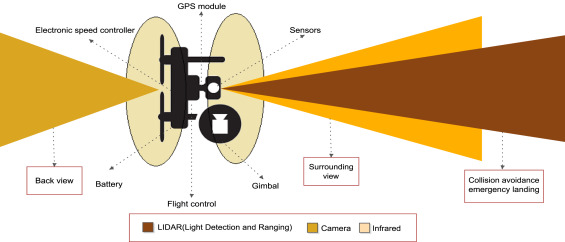 GPS module
Electronic speed controller
Sensors
Back view
Battery
Flight control
Gimbal
Surrounding
view
Collision avoidance
emergency landing
LIDAR(Light Detection and Ranging)
Camera
Infrared